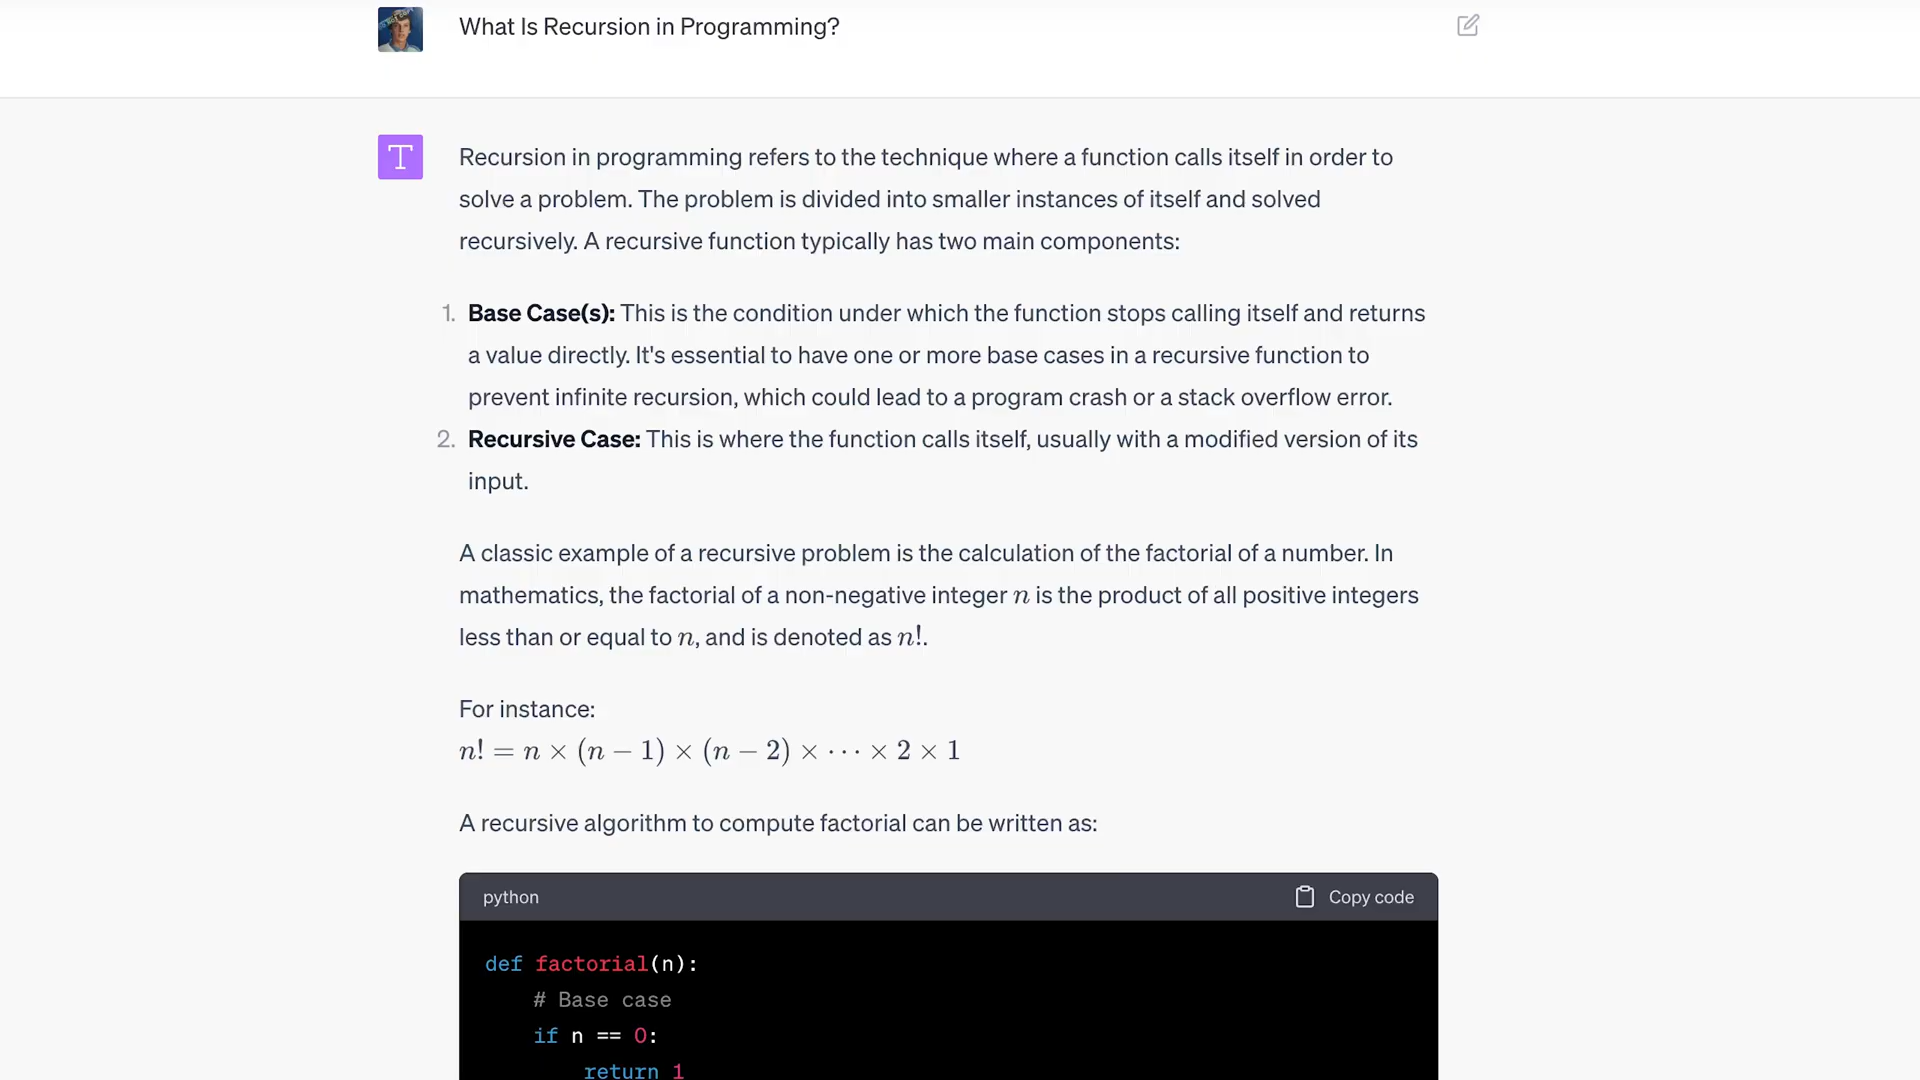 What Is Recursion in Programming?
T
Recursion in programming refers to the technique where a function calls itself in order to
solve a problem. The problem is divided into smaller instances of itself and solved
recursively. A recursive function typically has two main components:
1. Base Case(s): This is the condition under which the function stops calling itself and returns
a value directly. It's essential to have one or more base cases in a recursive function to
prevent infinite recursion, which could lead to a program crash or a stack overflow error.
2. Recursive Case: This is where the function calls itself, usually with a modified version of its
input.
A classic example of a recursive problem is the calculation of the factorial of a number. In
mathematics, the factorial of a non-negative integer n is the product of all positive integers
less than or equal to n, and is denoted as n!.
For instance:
n! = n × (n − 1) × (n − 2) × ⋯ × 2 × 1
A recursive algorithm to compute factorial can be written as:
python Copy code
def factorial(n):
# Base case
if n == 0:
return 1